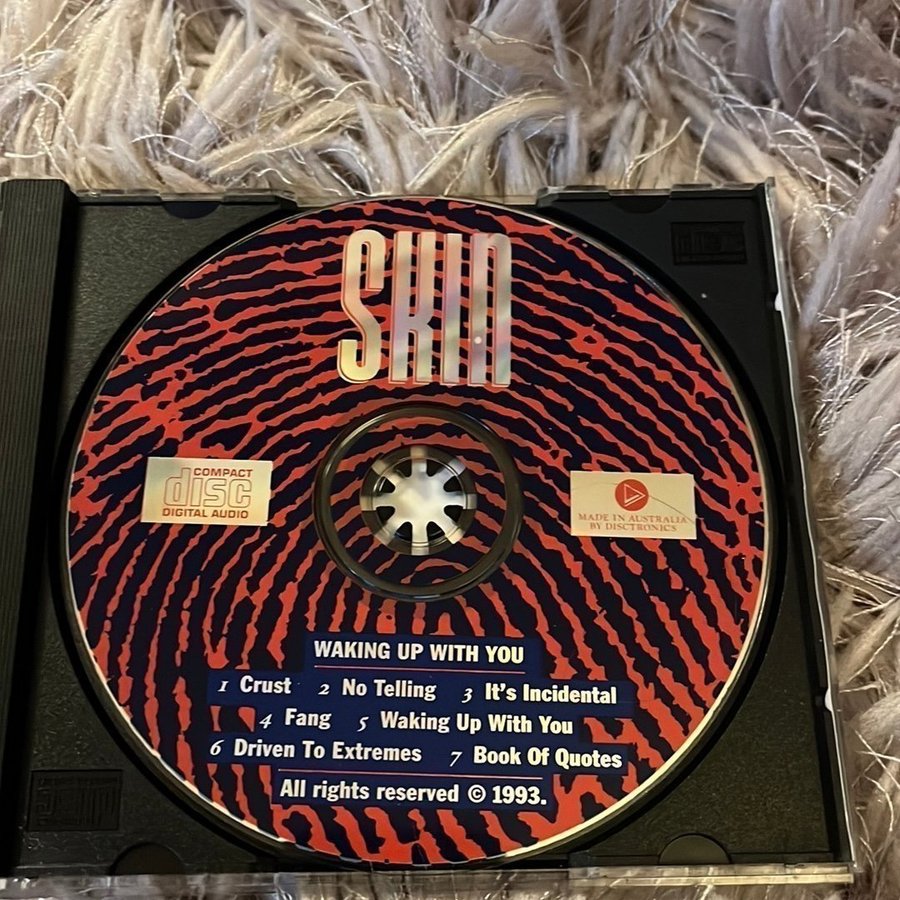 SKIN
COMPACT
disc
DIGITAL AUDIO
MADE IN AUSTRALIA
BY DISCTRONICS
WAKING UP WITH YOU
1 Crust 2 No Telling 3 It's Incidental
4 Fang 5 Waking Up With You
6 Driven To Extremes 7 Book Of Quotes
All rights reserved © 1993.